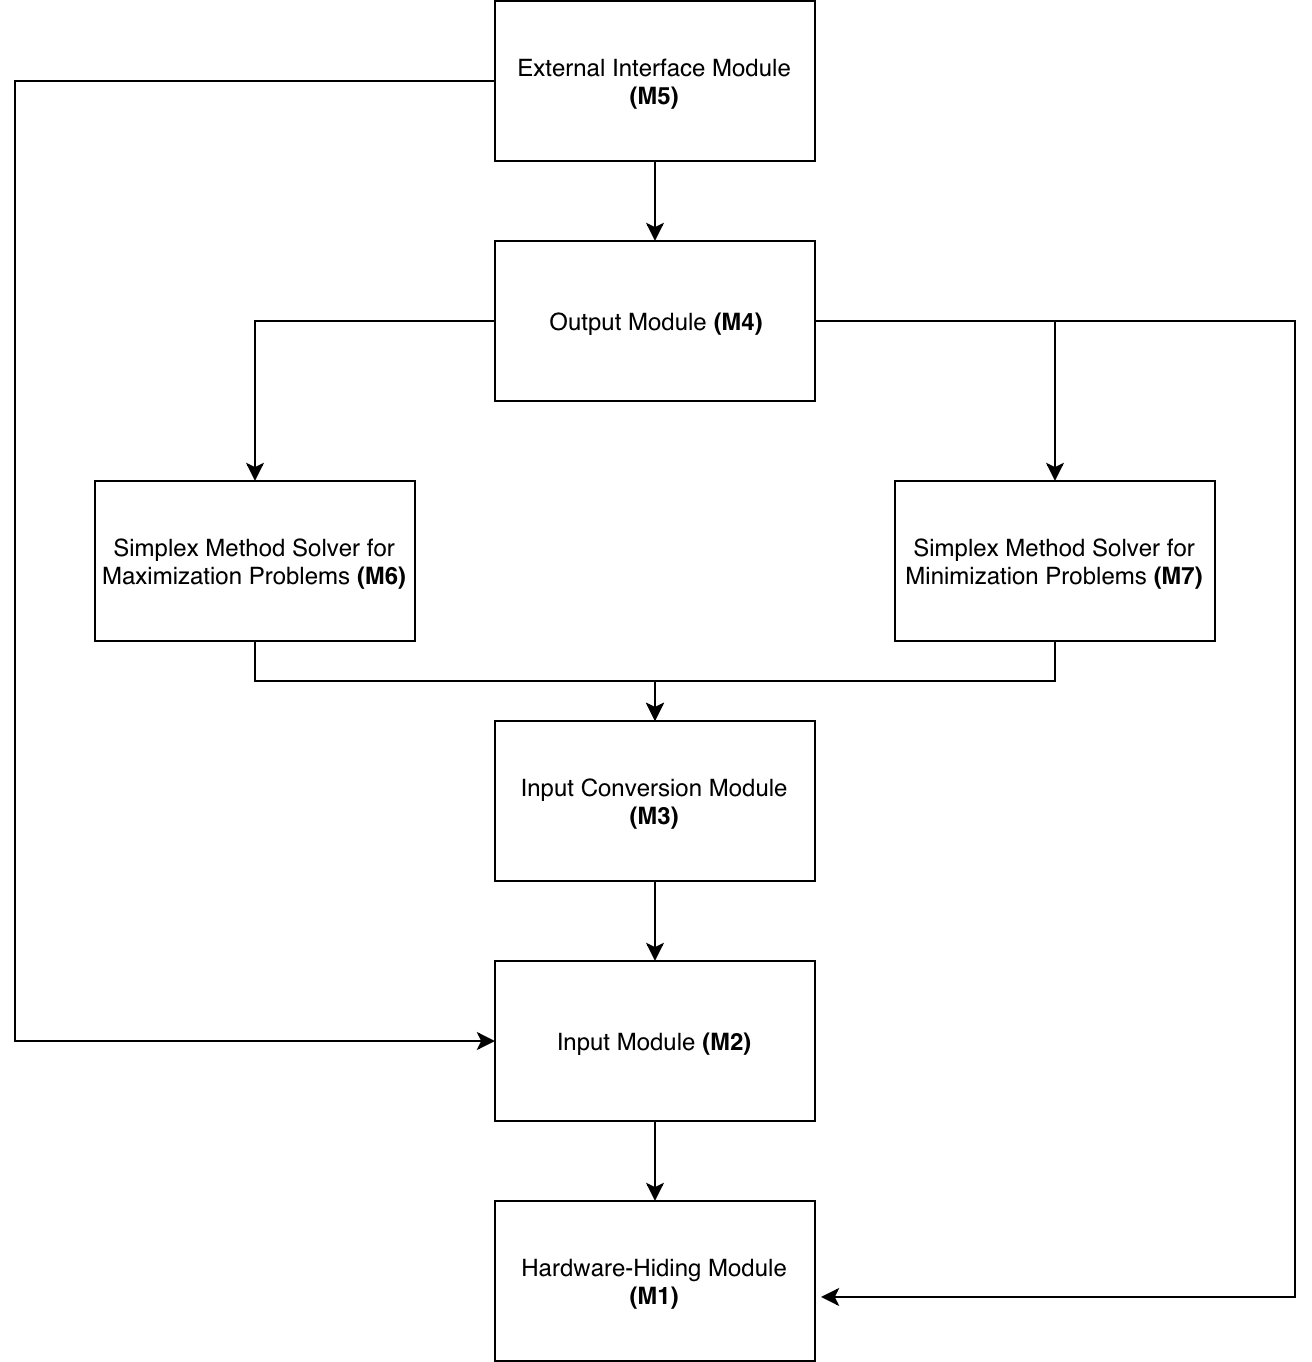 External Interface Module
(M5)
Output Module (M4)
Simplex Method Solver for
Maximization Problems (M6)
Simplex Method Solver for
Minimization Problems (M7)
Input Conversion Module
(M3)
Input Module (M2)
Hardware-Hiding Module
(M1)